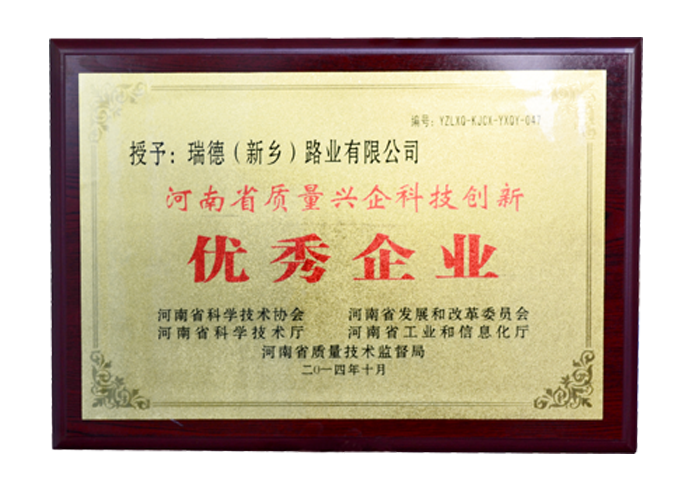 编号：YZLXQ-KJCX-YXQY-047
授予：瑞德（新乡）路业有限公司
河南省质量兴企科技创新
优秀企业
河南省科学技术协会 河南省发展和改革委员会
河南省科学技术厅 河南省工业和信息化厅
河南省质量技术监督局
二〇一四年十月